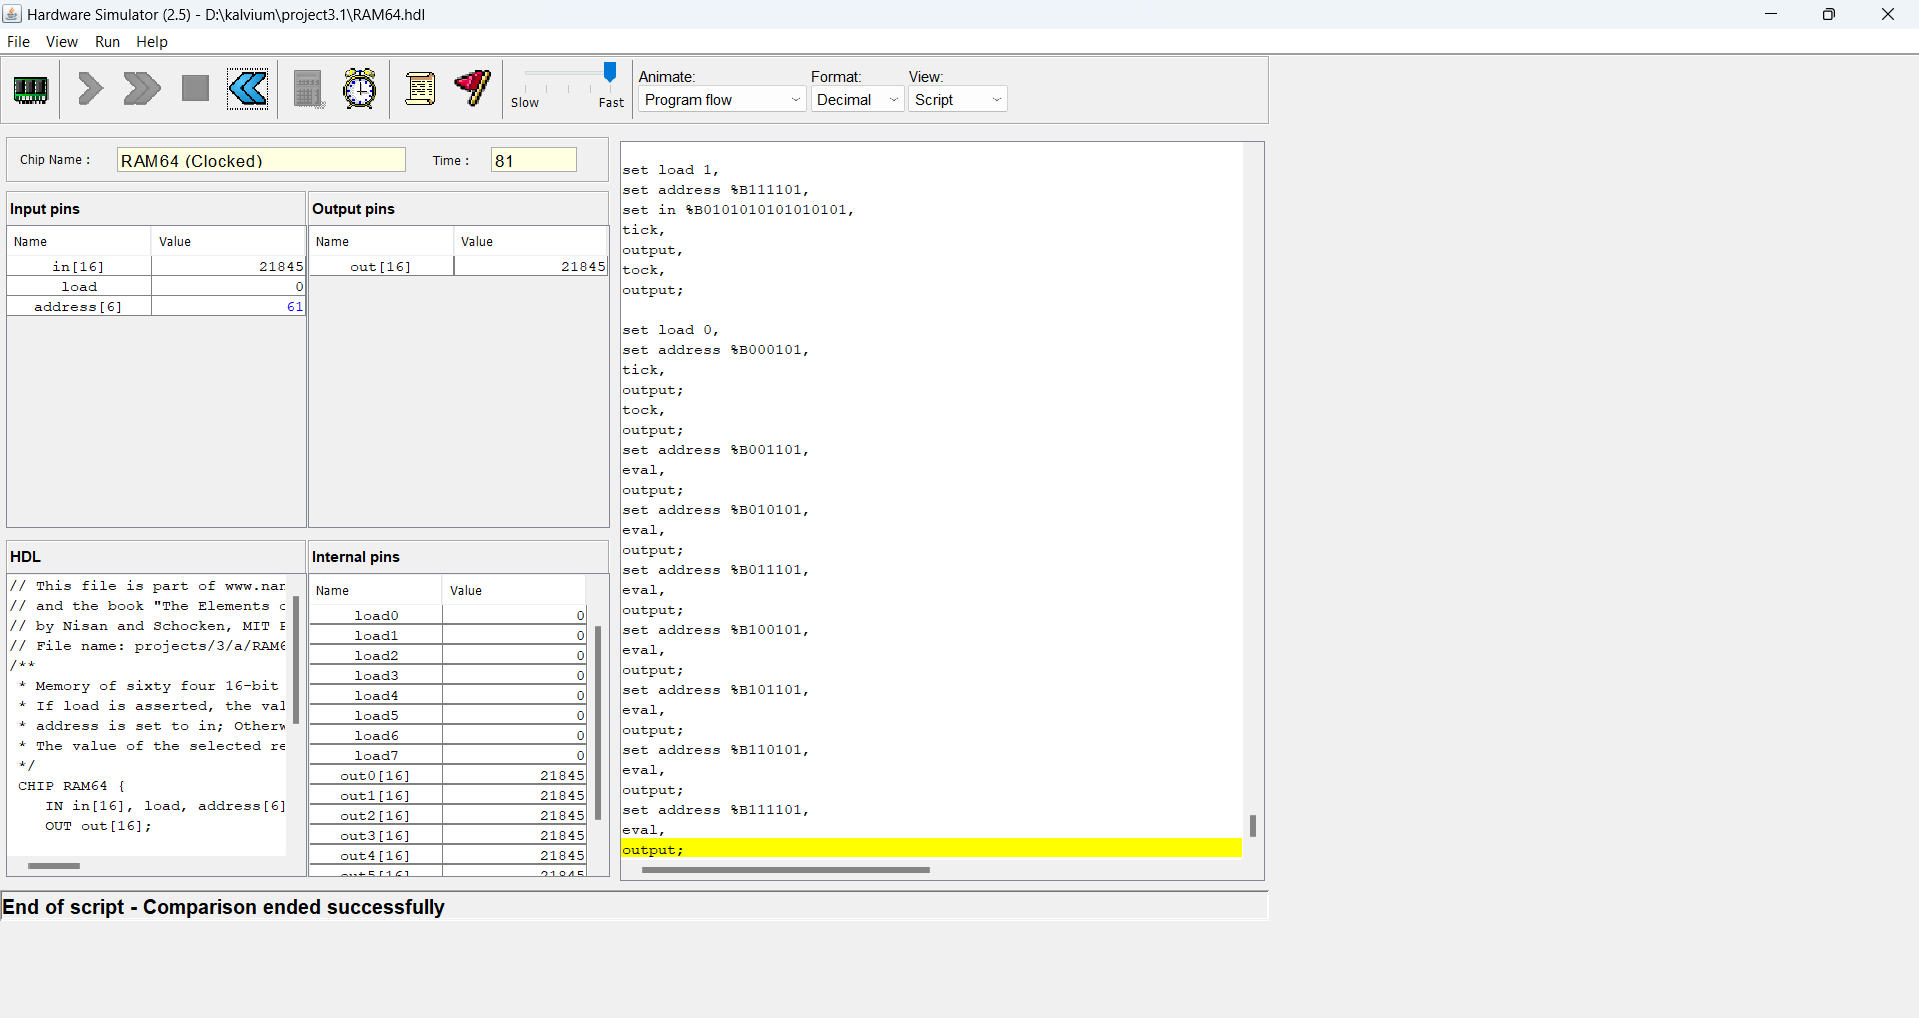 Hardware Simulator (2.5) - D:\kalvium\project3.1\RAM64.hdl
File View Run Help
Slow Fast
Animate: Format: View:
Program flow Decimal Script
Chip Name : RAM64 (Clocked) Time : 81
Input pins
Name Value
in[16] 21845
load 0
address[6] 61
Output pins
Name Value
out[16] 21845
HDL
// This file is part of www.nan
// and the book "The Elements o
// by Nisan and Schocken, MIT P
// File name: projects/3/a/RAM6
/**
* Memory of sixty four 16-bit
* If load is asserted, the val
* address is set to in; Otherw
* The value of the selected re
*/
CHIP RAM64 {
IN in[16], load, address[6]
OUT out[16];
Internal pins
Name Value
load0 0
load1 0
load2 0
load3 0
load4 0
load5 0
load6 0
load7 0
out0[16] 21845
out1[16] 21845
out2[16] 21845
out3[16] 21845
out4[16] 21845
out5[16] 21845
set load 1,
set address %B111101,
set in %B0101010101010101,
tick,
output,
tock,
output;
set load 0,
set address %B000101,
tick,
output;
tock,
output;
set address %B001101,
eval,
output;
set address %B010101,
eval,
output;
set address %B011101,
eval,
output;
set address %B100101,
eval,
output;
set address %B101101,
eval,
output;
set address %B110101,
eval,
output;
set address %B111101,
eval,
output;
End of script - Comparison ended successfully